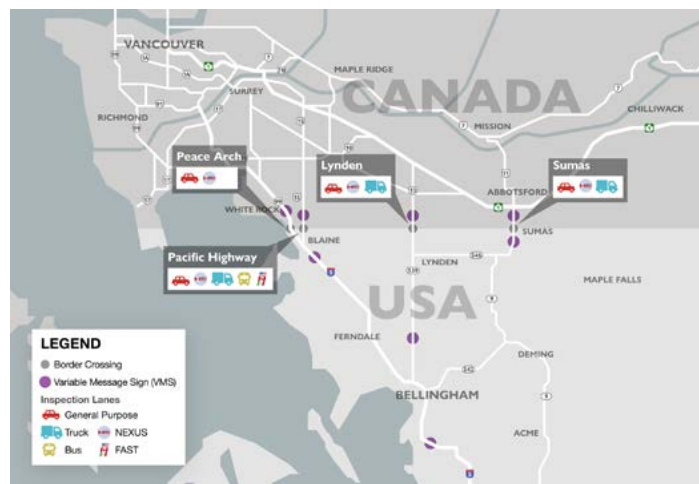 VANCOUVER
MAPLE RIDGE
CANADA
CHILLIWACK
SURREY
RICHMOND
MISSION
Peace Arch
Lynden
Sumas
ABBOTSFORD
WHITE ROCK
BLAINE
SUMAS
Pacific Highway
LYNDEN
MAPLE FALLS
USA
FERNDALE
DEMING
BELLINGHAM
ACME
LEGEND
Border Crossing
Variable Message Sign (VMS)
Inspection Lanes
General Purpose
Truck NEXUS
Bus FAST